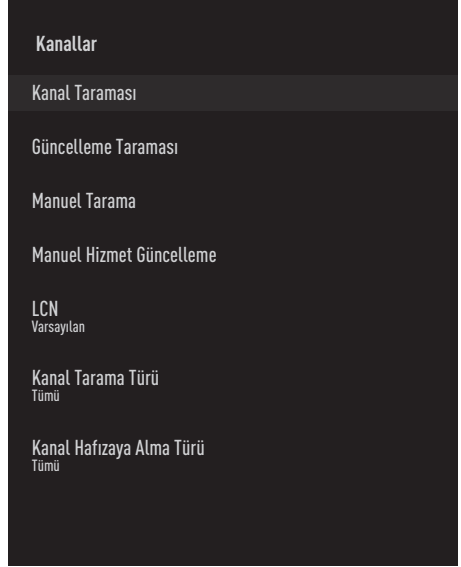 Kanallar
Kanal Taraması
Güncelleme Taraması
Manuel Tarama
Manuel Hizmet Güncelleme
LCN
Varsayılan
Kanal Tarama Türü
Tümü
Kanal Hafızaya Alma Türü
Tümü